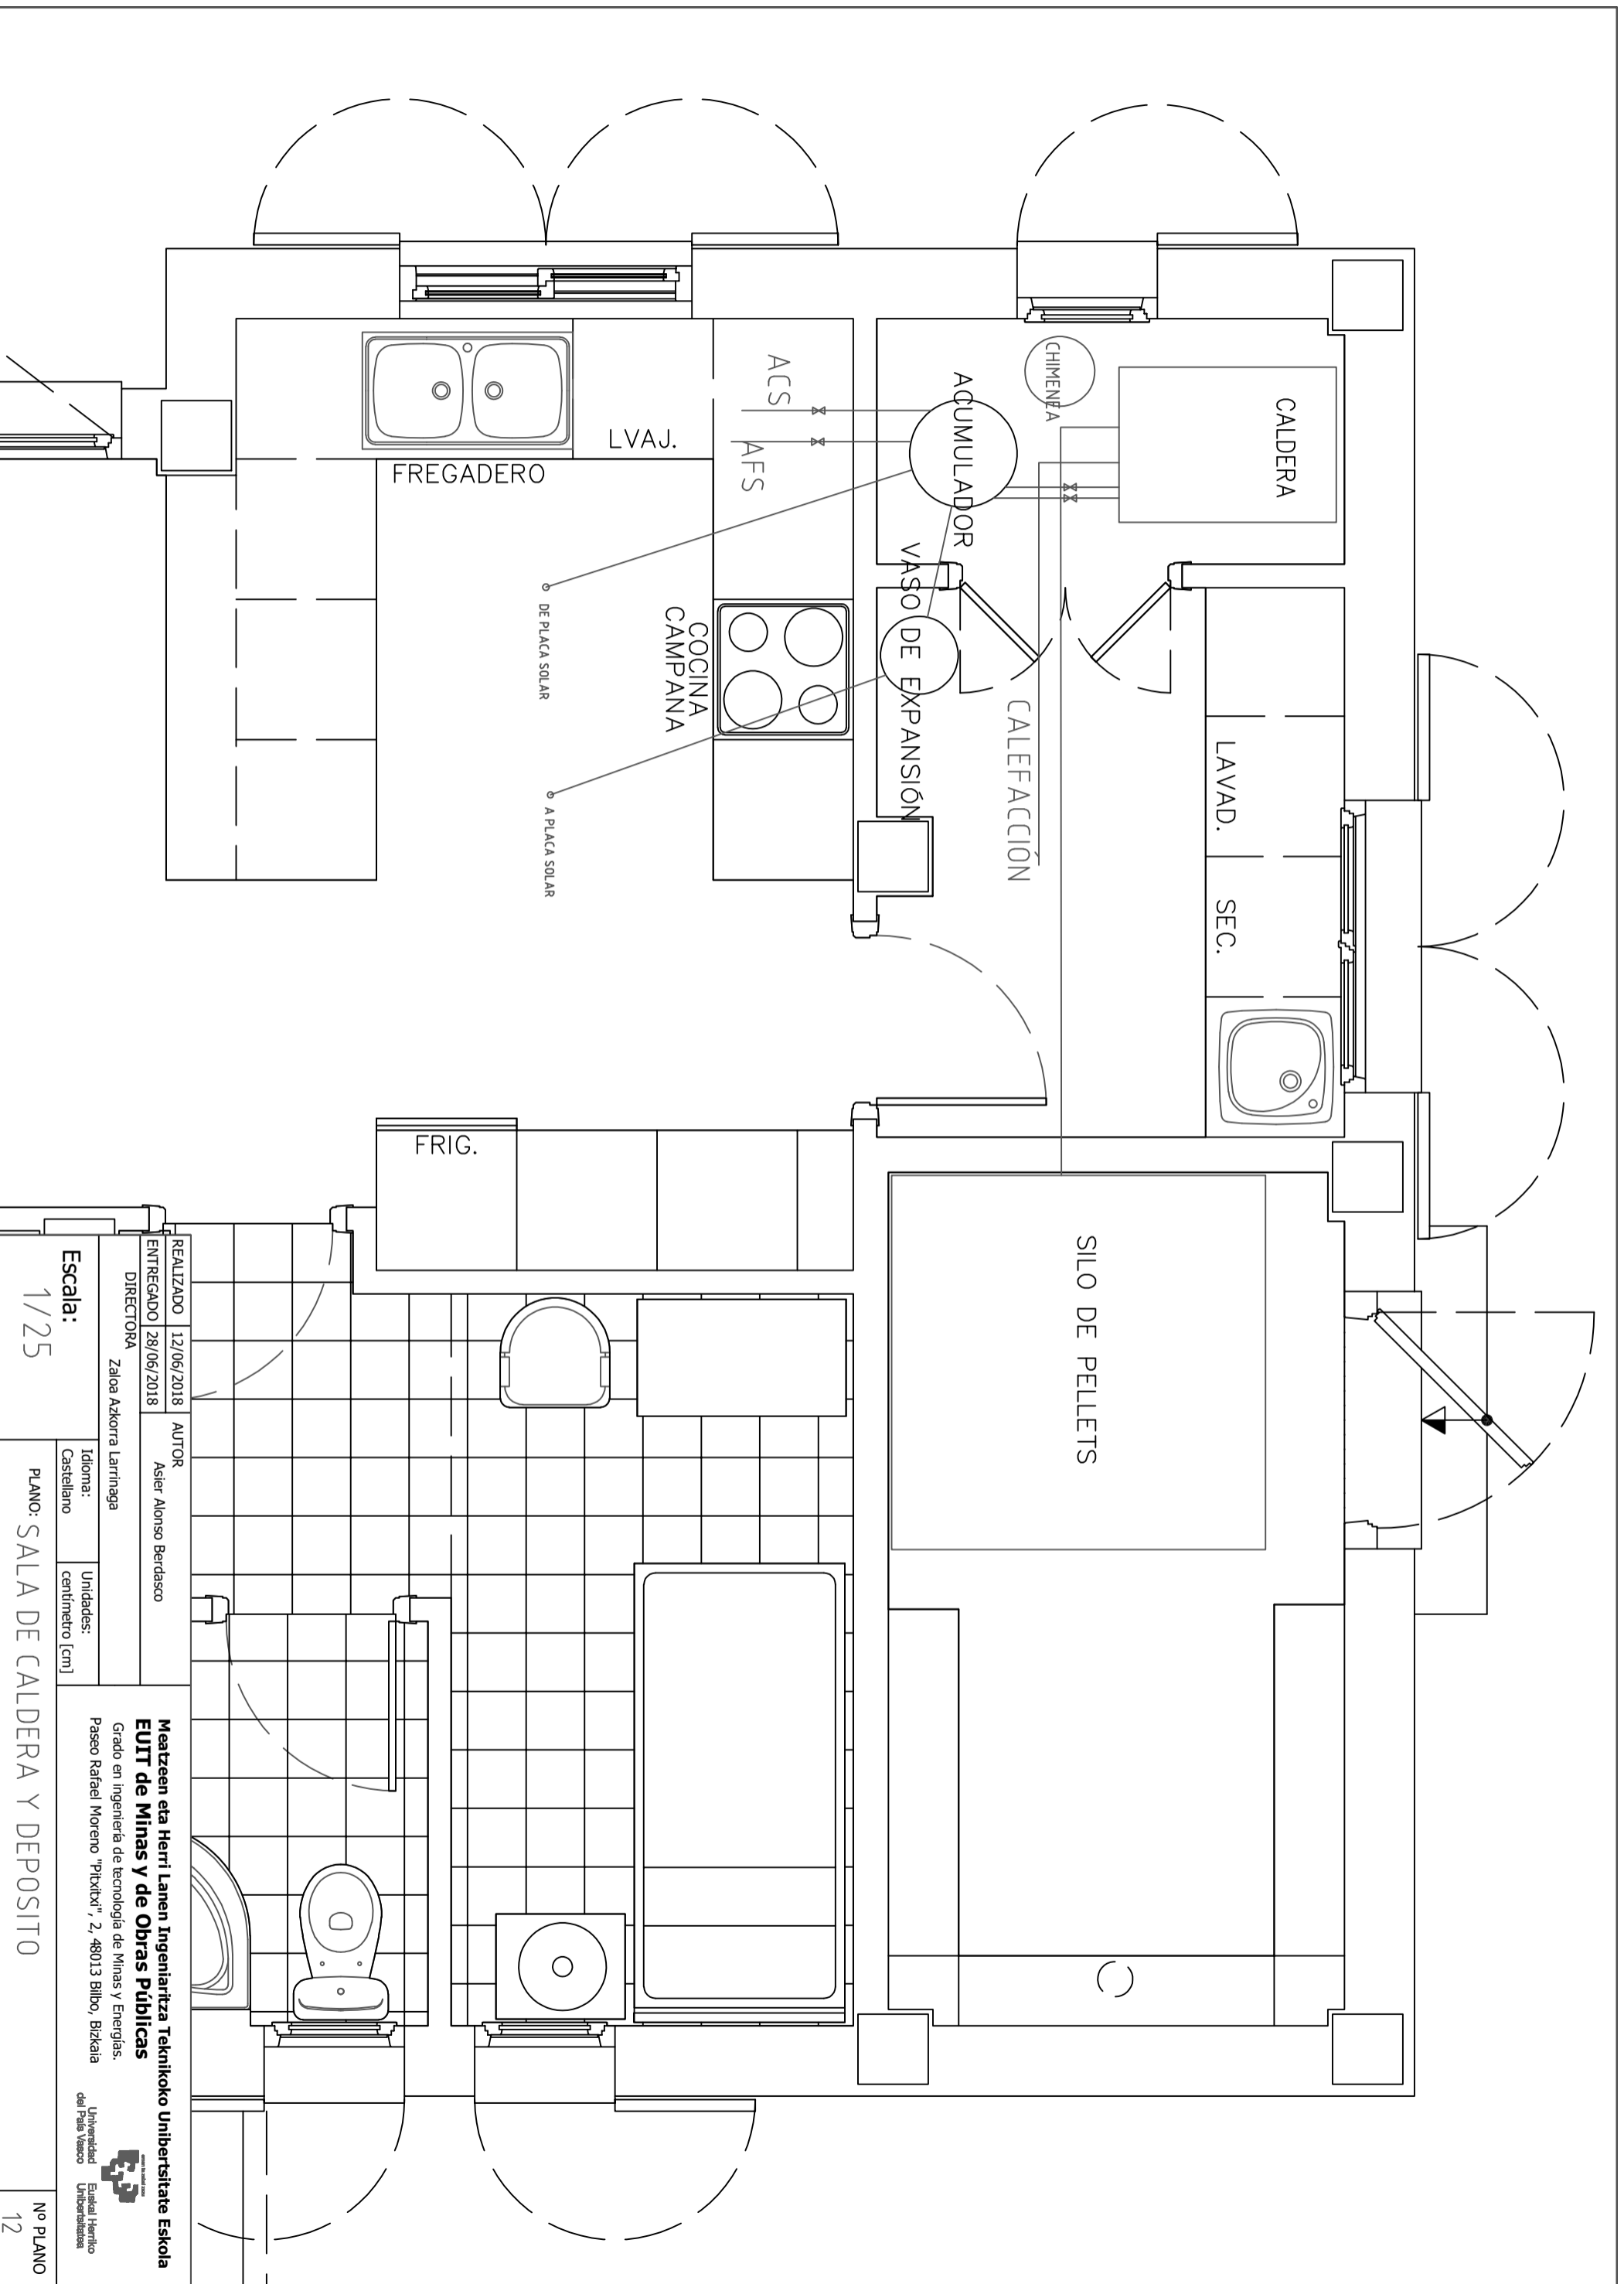 CALDERA
CHIMENEA
ACUMULADOR
ACS
AFS
LVAJ.
FREGADERO
VASO DE EXPANSIÓN
CALEFACCIÓN
LAVAD.
SEC.
COCINA
CAMPANA
DE PLACA SOLAR
A PLACA SOLAR
FRIG.
SILO DE PELLETS
REALIZADO 12/06/2018
ENTREGADO 28/06/2018
AUTOR
Asier Alonso Berdasco
DIRECTORA
Zaloa Azkorra Larrinaga
Escala:
1/25
Idioma:
Castellano
Unidades:
centímetro [cm]
Meatzeen eta Herri Lanen Ingeniaritza Teknikoko Unibertsitate Eskola
EUIT de Minas y de Obras Públicas
Grado en ingeniería de tecnología de Minas y Energías.
Paseo Rafael Moreno "Pitxitxi", 2, 48013 Bilbo, Bizkaia
Universidad Euskal Herriko
del País Vasco Unibertsitatea
PLANO: SALA DE CALDERA Y DEPOSITO
Nº PLANO
12